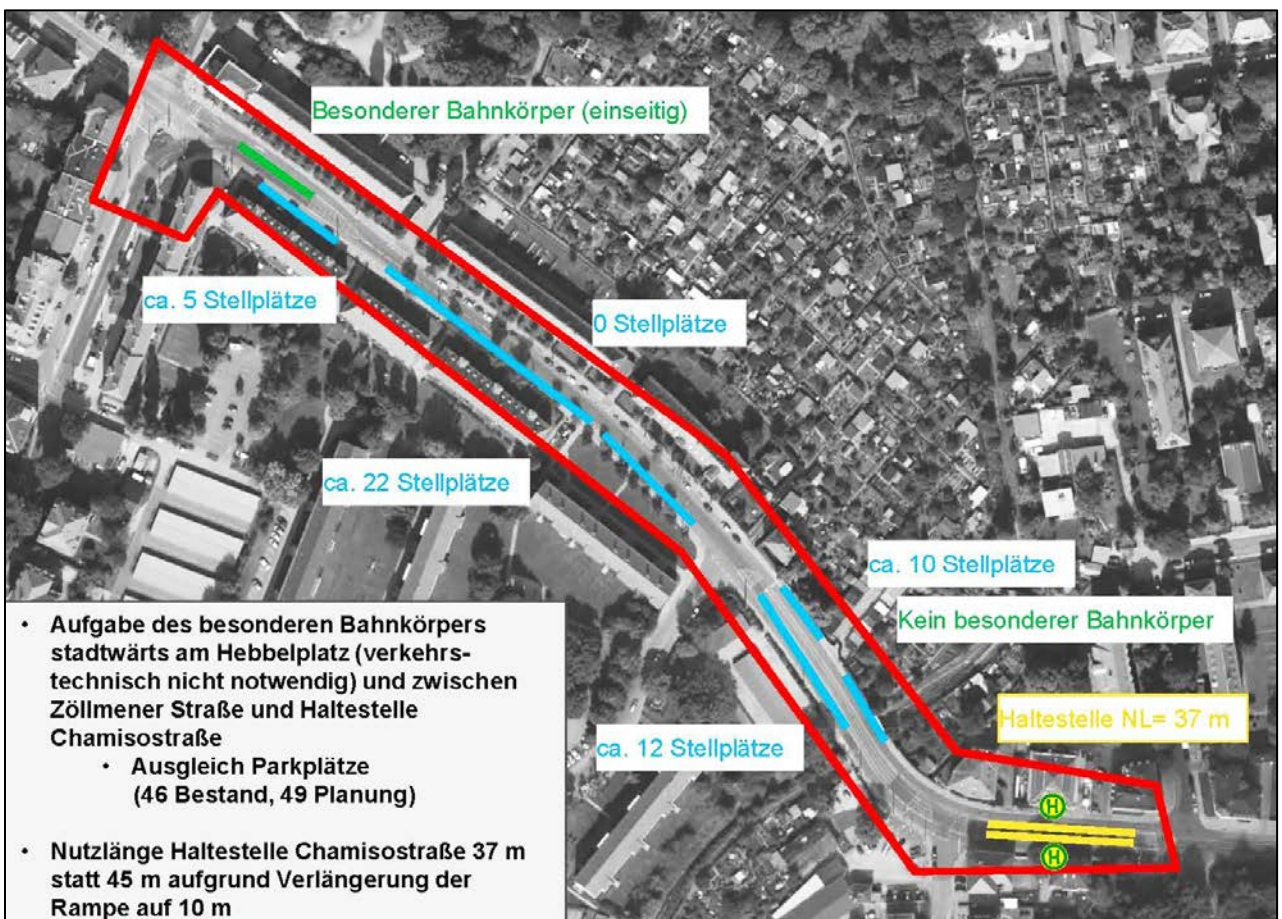 Besonderer Bahnkörper (einseitig)
ca. 5 Stellplätze
0 Stellplätze
ca. 22 Stellplätze
ca. 10 Stellplätze
Kein besonderer Bahnkörper
Haltestelle NL= 37 m
ca. 12 Stellplätze
H
H
• Aufgabe des besonderen Bahnkörpers
stadtwärts am Hebbelplatz (verkehrs-
technisch nicht notwendig) und zwischen
Zöllmener Straße und Haltestelle
Chamisostraße
• Ausgleich Parkplätze
(46 Bestand, 49 Planung)
• Nutzlänge Haltestelle Chamisostraße 37 m
statt 45 m aufgrund Verlängerung der
Rampe auf 10 m